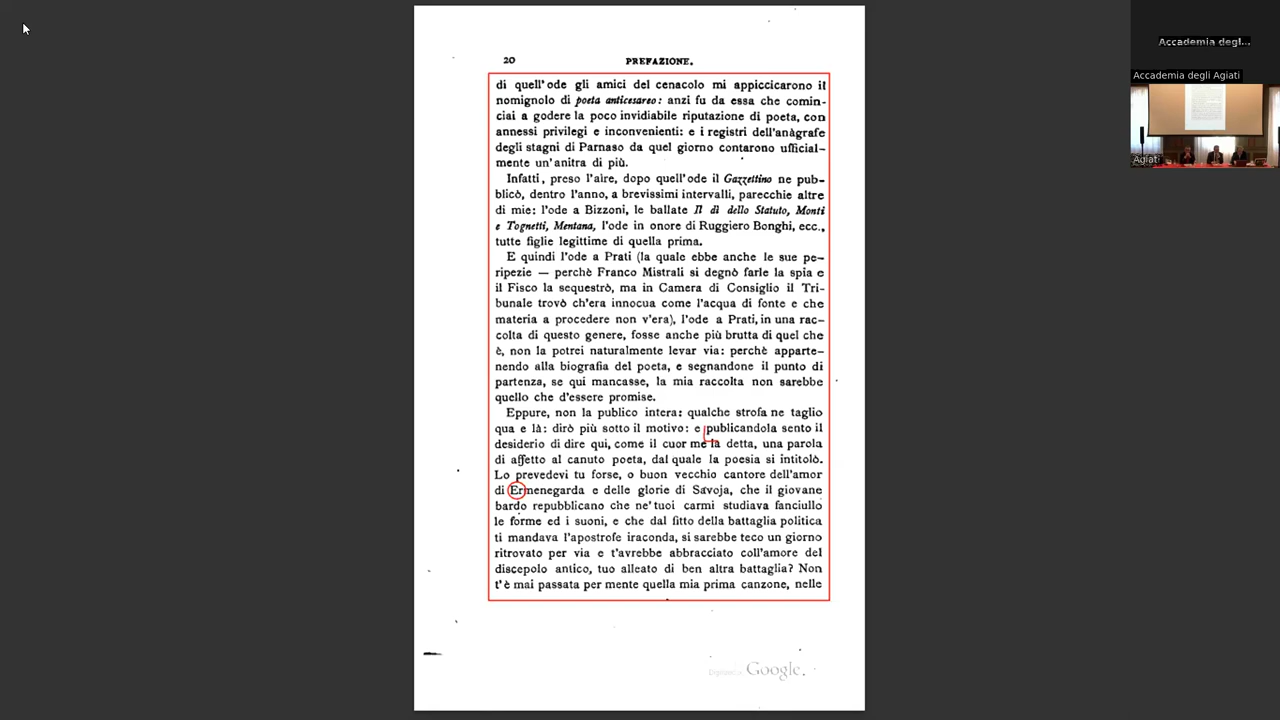 20 PREFAZIONE.
di quell'ode gli amici del cenacolo mi appiccicarono il
nomignolo di poeta anticesareo: anzi fu da essa che comin-
ciai a godere la poco invidiabile riputazione di poeta, con
annessi privilegi e inconvenienti: e i registri dell'anàgrafe
degli stagni di Parnaso da quel giorno contarono ufficial-
mente un'anitra di più.
Infatti, preso l'aire, dopo quell'ode il Gazzettino ne pub-
blicò, dentro l'anno, a brevissimi intervalli, parecchie altre
di mie: l'ode a Bizzoni, le ballate Il dì dello Statuto, Monti
e Tognetti, Mentana, l'ode in onore di Ruggiero Bonghi, ecc.,
tutte figlie legittime di quella prima.
E quindi l'ode a Prati (la quale ebbe anche le sue pe-
ripezie — perchè Franco Mistrali si degnò farle la spia e
il Fisco la sequestrò, ma in Camera di Consiglio il Tri-
bunale trovò ch'era innocua come l'acqua di fonte e che
materia a procedere non v'era), l'ode a Prati, in una rac-
colta di questo genere, fosse anche più brutta di quel che
è, non la potrei naturalmente levar via: perchè apparte-
nendo alla biografia del poeta, e segnandone il punto di
partenza, se qui mancasse, la mia raccolta non sarebbe
quello che d'essere promise.
Eppure, non la publico intera: qualche strofa ne taglio
qua e là: dirò più sotto il motivo: e publicandola sento il
desiderio di dire qui, come il cuor me la detta, una parola
di affetto al canuto poeta, dal quale la poesia si intitolò.
Lo prevedevi tu forse, o buon vecchio cantore dell'amor
di Ermenegarda e delle glorie di Savoja, che il giovane
bardo repubblicano che ne' tuoi carmi studiava fanciullo
le forme ed i suoni, e che dal fitto della battaglia politica
ti mandava l'apostrofe iraconda, si sarebbe teco un giorno
ritrovato per via e t'avrebbe abbracciato coll'amore del
discepolo antico, tuo alleato di ben altra battaglia? Non
t'è mai passata per mente quella mia prima canzone, nelle
Google
Accademia degl...
Accademia degli Agiati
Agiati